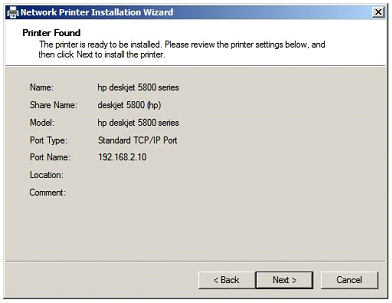 Network Printer Installation Wizard
Printer Found
The printer is ready to be installed. Please review the printer settings below, and
then click Next to install the printer.
Name: hp deskjet 5800 series
Share Name: deskjet 5800 (hp)
Model: hp deskjet 5800 series
Port Type: Standard TCP/IP Port
Port Name: 192.168.2.10
Location:
Comment:
< Back Next > Cancel